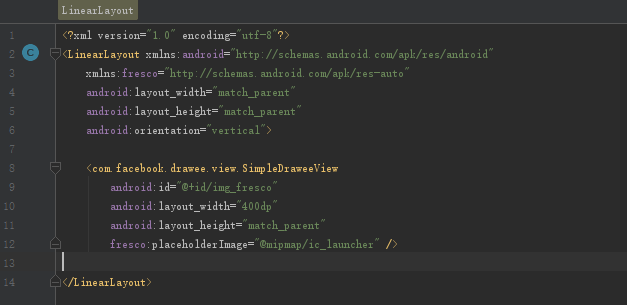 LinearLayout
1 <?xml version="1.0" encoding="utf-8"?>
2 C <LinearLayout xmlns:android="http://schemas.android.com/apk/res/android"
3 xmlns:fresco="http://schemas.android.com/apk/res-auto"
4 android:layout_width="match_parent"
5 android:layout_height="match_parent"
6 android:orientation="vertical">
7
8 <com.facebook.drawee.view.SimpleDraweeView
9 android:id="@+id/img_fresco"
10 android:layout_width="400dp"
11 android:layout_height="match_parent"
12 fresco:placeholderImage="@mipmap/ic_launcher" />
13
14 </LinearLayout>